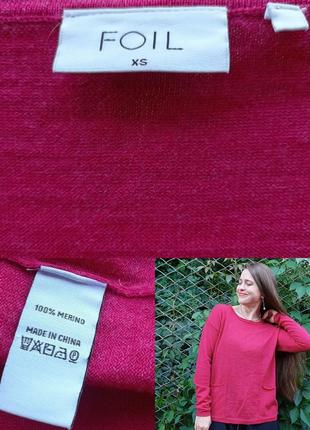 FOIL
XS
100% MERINO
MADE IN CHINA